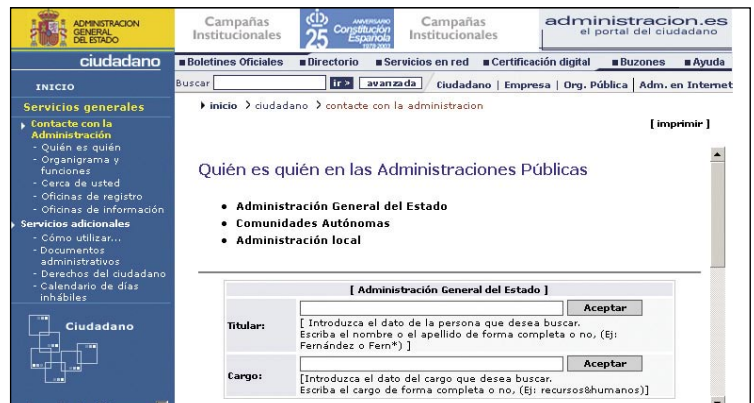 ADMINISTRACION
GENERAL
DEL ESTADO
Campañas
Institucionales
ANIVERSARIO
Constitución
Española
25
1978·2003
Campañas
Institucionales
administracion.es
el portal del ciudadano
ciudadano
Boletines Oficiales Directorio Servicios en red Certificación digital Buzones Ayuda
Buscar ir > avanzada Ciudadano | Empresa | Org. Pública | Adm. en Internet
INICIO
Servicios generales
Contacte con la
Administración
- Quién es quién
- Organigrama y
funciones
- Cerca de usted
- Oficinas de registro
- Oficinas de información
Servicios adicionales
- Cómo utilizar...
- Documentos
administrativos
- Derechos del ciudadano
- Calendario de días
inhábiles
Ciudadano
inicio > ciudadano > contacte con la administracion
[ imprimir ]
Quién es quién en las Administraciones Públicas
• Administración General del Estado
• Comunidades Autónomas
• Administración local
[ Administración General del Estado ]
Titular:
Aceptar
[ Introduzca el dato de la persona que desea buscar.
Escriba el nombre o el apellido de forma completa o no, (Ej:
Fernández o Fern*) ]
Cargo:
Aceptar
[Introduzca el dato del cargo que desea buscar.
Escriba el cargo de forma completa o no, (Ej: recursos&humanos)]